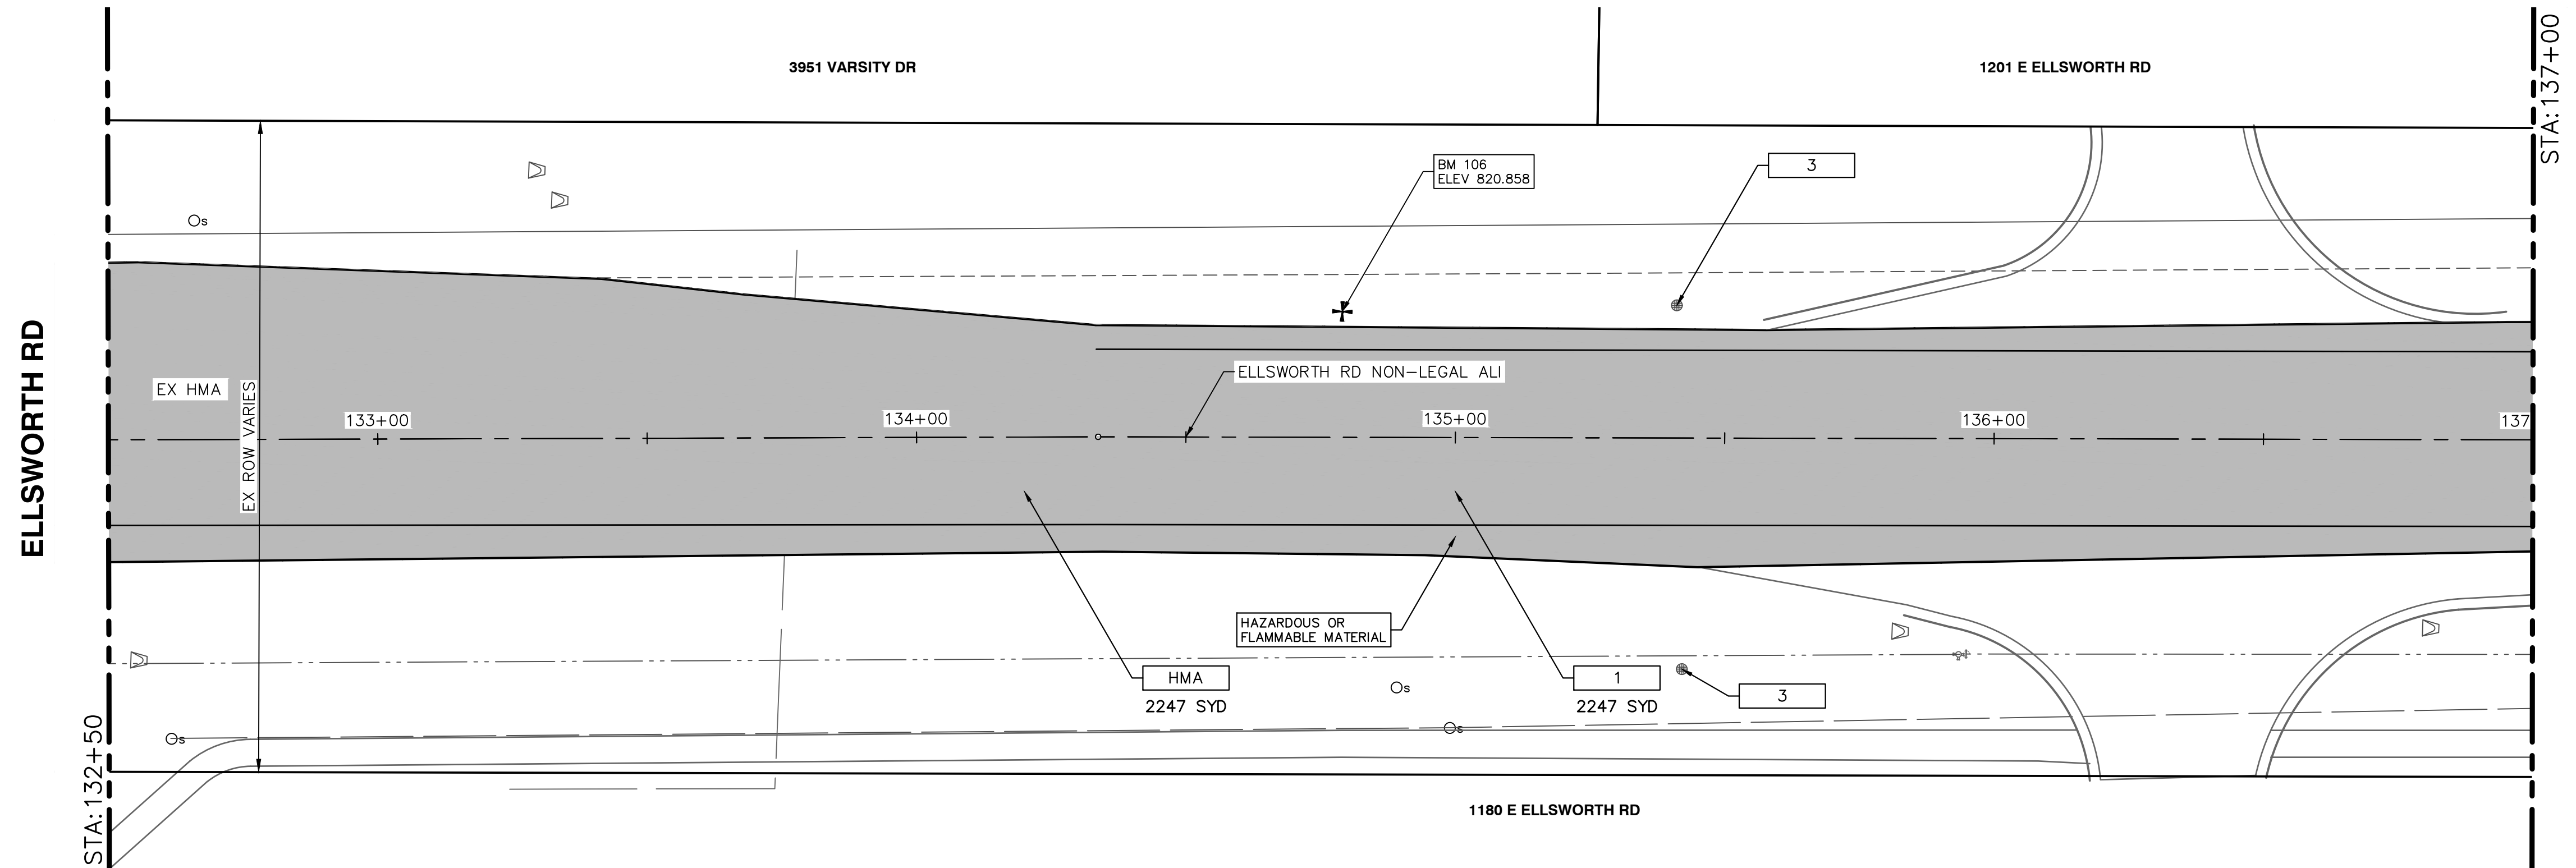 3951 VARSITY DR
1201 E ELLSWORTH RD
STA:137+00
BM 106
ELEV 820.858
3
S
ELLSWORTH RD
EX HMA
EX ROW VARIES
ELLSWORTH RD NON-LEGAL ALI
133+00
134+00
135+00
136+00
137
HAZARDOUS OR
FLAMMABLE MATERIAL
HMA
2247 SYD
1
2247 SYD
3
S
S
S
STA:132+50
1180 E ELLSWORTH RD